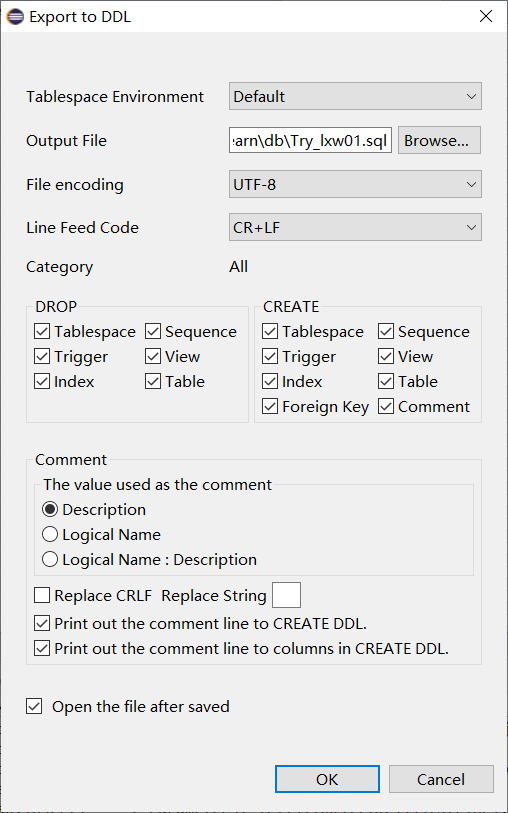 Export to DDL
Tablespace Environment Default
Output File earn\db\Try_lxw01.sql Browse...
File encoding UTF-8
Line Feed Code CR+LF
Category All
DROP
Tablespace Sequence
Trigger View
Index Table
CREATE
Tablespace Sequence
Trigger View
Index Table
Foreign Key Comment
Comment
The value used as the comment
Description
Logical Name
Logical Name : Description
Replace CRLF Replace String
Print out the comment line to CREATE DDL.
Print out the comment line to columns in CREATE DDL.
Open the file after saved
OK Cancel